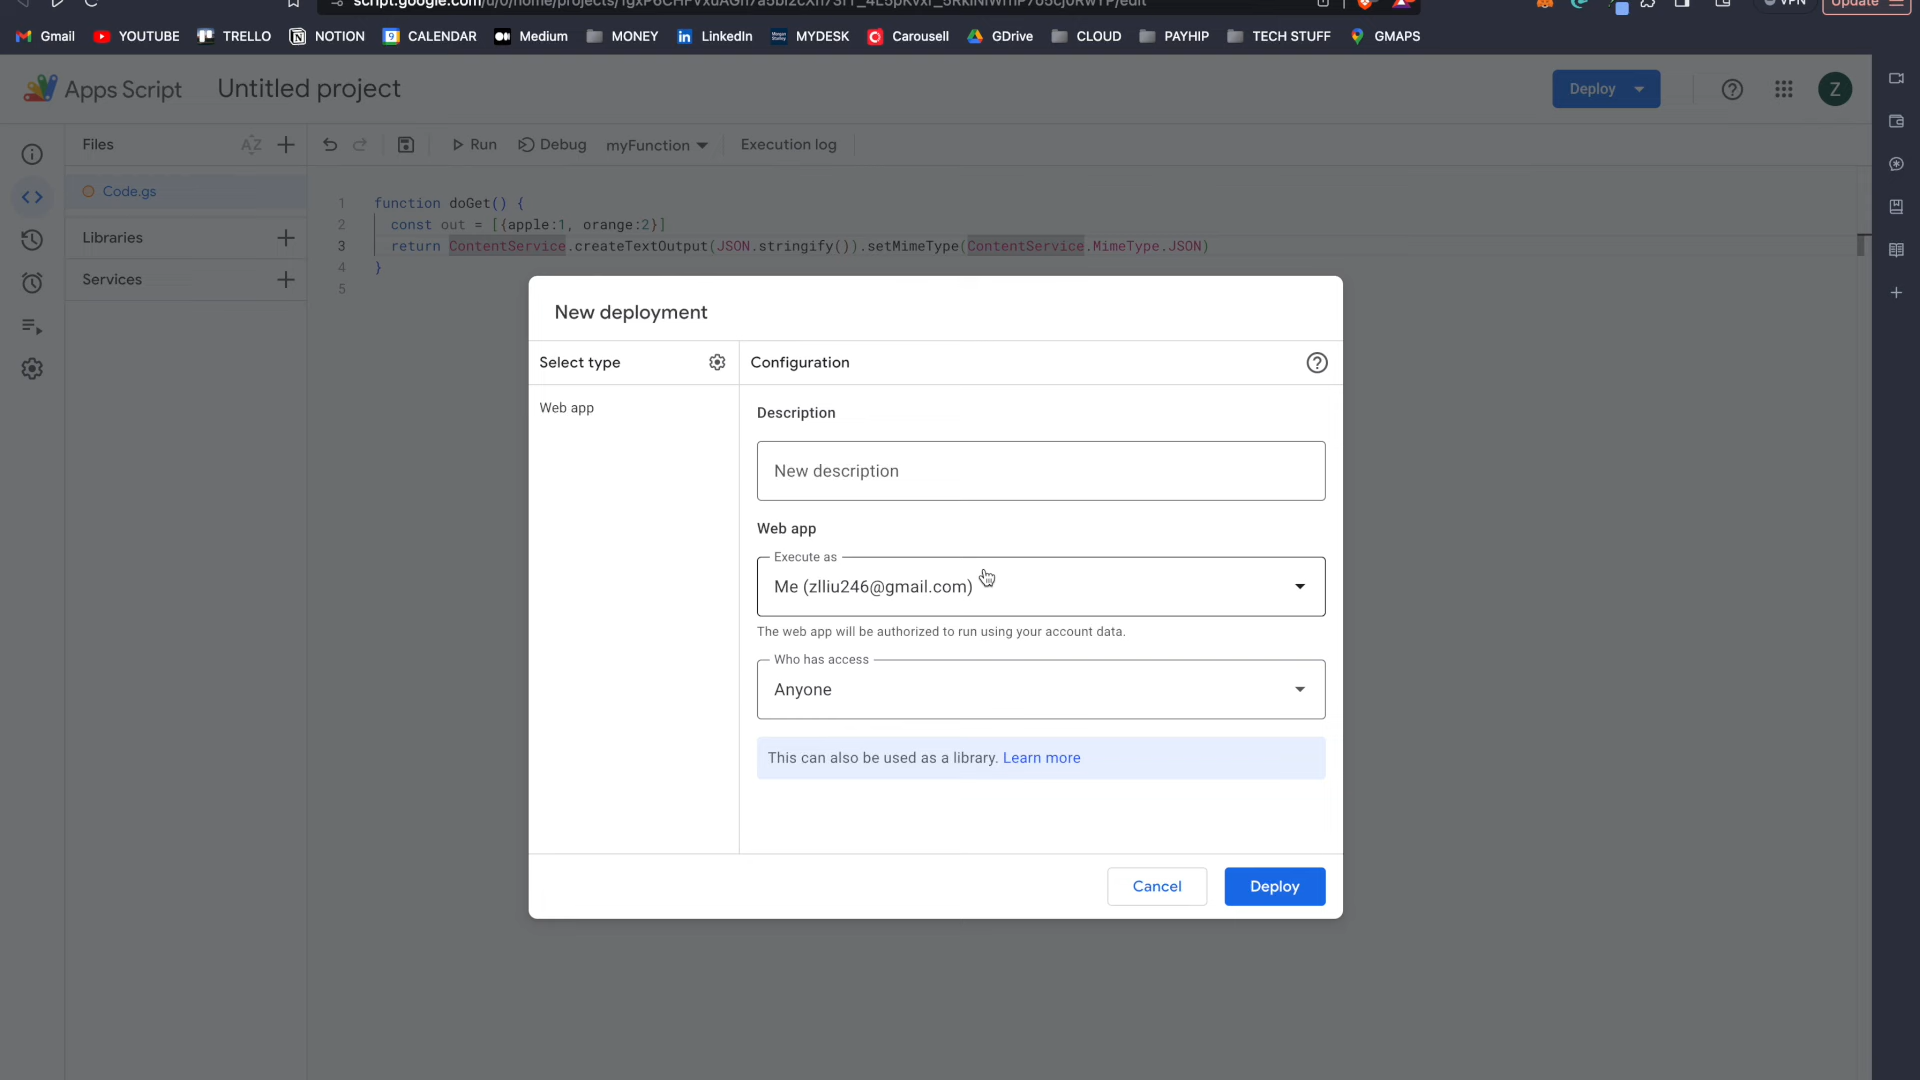 VPN
Update
Gmail YOUTUBE TRELLO NOTION CALENDAR Medium MONEY LinkedIn MYDESK Carousell GDrive CLOUD PAYHIP TECH STUFF GMAPS
Apps Script Untitled project Deploy Z
Files AZ Run Debug myFunction Execution log
Code.gs
Libraries
Services
1 function doGet() {
2 const out = [{apple:1, orange:2}]
3 return ContentService.createTextOutput(JSON.stringify()).setMimeType(ContentService.MimeType.JSON)
4 }
5
New deployment
Select type Configuration
Web app
Description
New description
Web app
Execute as
Me (zlliu246@gmail.com)
The web app will be authorized to run using your account data.
Who has access
Anyone
This can also be used as a library. Learn more
Cancel Deploy